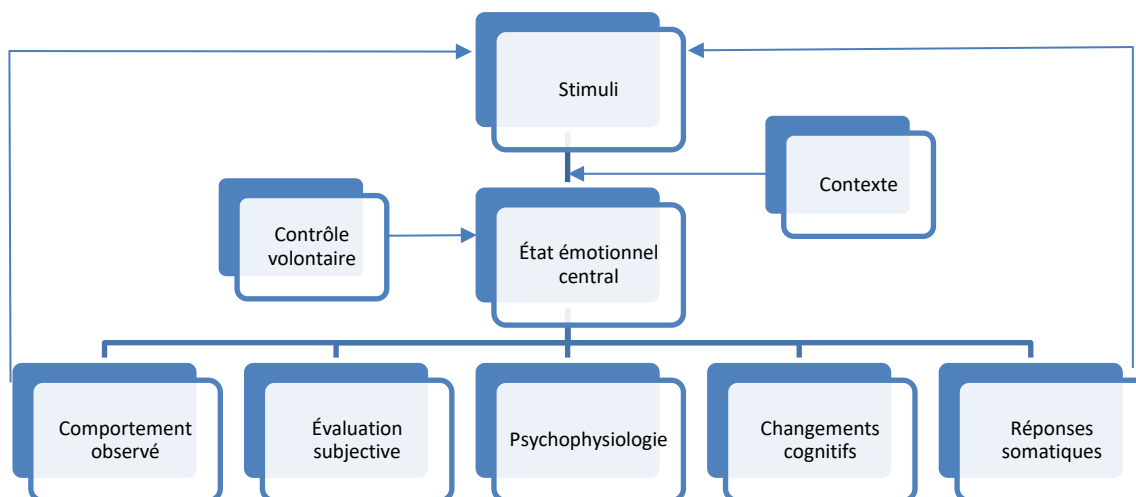 Stimuli
Contexte
Contrôle
volontaire
État émotionnel
central
Comportement
observé
Évaluation
subjective
Psychophysiologie
Changements
cognitifs
Réponses
somatiques